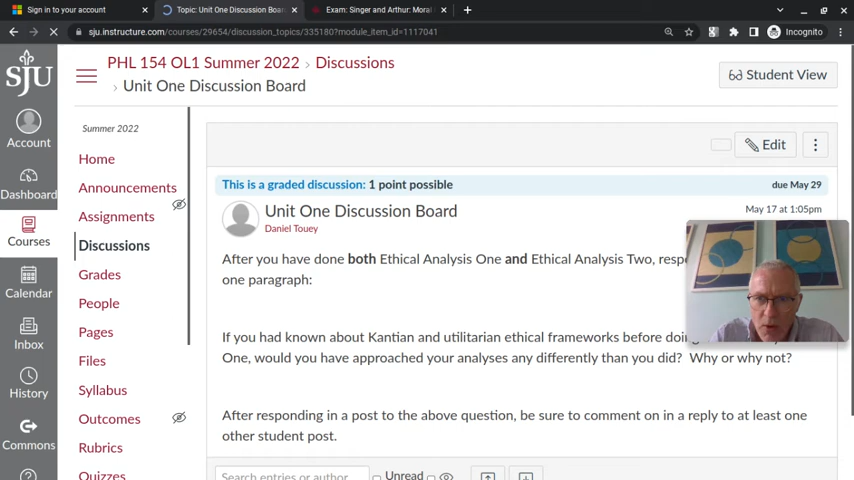 Sign in to your account
Topic: Unit One Discussion Boar
Exam: Singer and Arthur: Moral
sju.instructure.com/courses/29654/discussion_topics/335180?module_item_id=1117041
Incognito
SJU
PHL 154 OL1 Summer 2022 › Discussions
› Unit One Discussion Board
Student View
Account
Dashboard
Courses
Calendar
Inbox
History
Commons
Summer 2022
Home
Announcements
Assignments
Discussions
Grades
People
Pages
Files
Syllabus
Outcomes
Rubrics
Quizzes
Edit
This is a graded discussion: 1 point possible
due May 29
Unit One Discussion Board
May 17 at 1:05pm
Daniel Touey
After you have done both Ethical Analysis One and Ethical Analysis Two,
one paragraph:
If you had known about Kantian and utilitarian ethical frameworks before
One, would you have approached your analyses any differently than you did? Why or why not?
After responding in a post to the above question, be sure to comment on in a reply to at least one
other student post.
Search entries or author
Unread